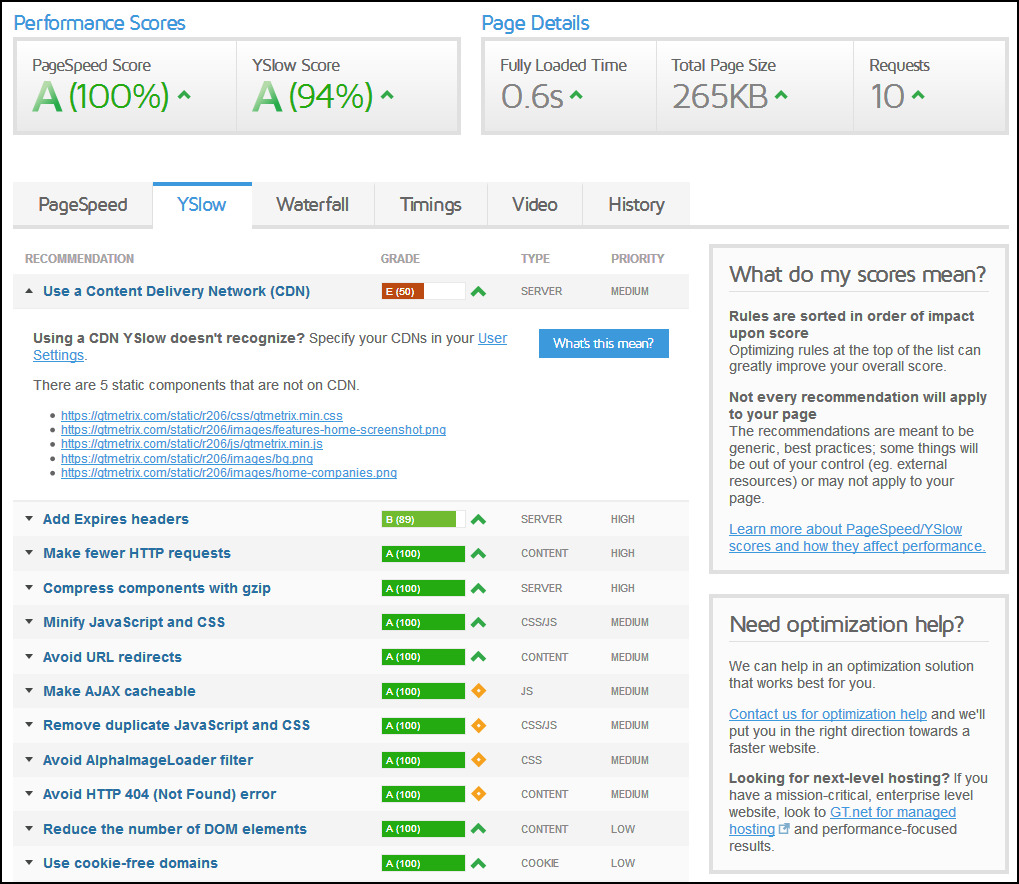 Performance Scores
Page Details
PageSpeed Score
YSlow Score
A (100%)
A (94%)
Fully Loaded Time
Total Page Size
Requests
0.6s
265KB
10
PageSpeed YSlow Waterfall Timings Video History
RECOMMENDATION GRADE TYPE PRIORITY
Use a Content Delivery Network (CDN) E (50) SERVER MEDIUM
Using a CDN YSlow doesn't recognize? Specify your CDNs in your User
Settings.
What's this mean?
There are 5 static components that are not on CDN.
https://gtmetrix.com/static/r206/css/gtmetrix.min.css
https://gtmetrix.com/static/r206/images/features-home-screenshot.png
https://gtmetrix.com/static/r206/js/gtmetrix.min.js
https://gtmetrix.com/static/r206/images/bg.png
https://gtmetrix.com/static/r206/images/home-companies.png
Add Expires headers B (89) SERVER HIGH
Make fewer HTTP requests A (100) CONTENT HIGH
Compress components with gzip A (100) SERVER HIGH
Minify JavaScript and CSS A (100) CSS/JS MEDIUM
Avoid URL redirects A (100) CONTENT MEDIUM
Make AJAX cacheable A (100) JS MEDIUM
Remove duplicate JavaScript and CSS A (100) CSS/JS MEDIUM
Avoid AlphaImageLoader filter A (100) CSS MEDIUM
Avoid HTTP 404 (Not Found) error A (100) CONTENT MEDIUM
Reduce the number of DOM elements A (100) CONTENT LOW
Use cookie-free domains A (100) COOKIE LOW
What do my scores mean?
Rules are sorted in order of impact
upon score
Optimizing rules at the top of the list can
greatly improve your overall score.
Not every recommendation will apply
to your page
The recommendations are meant to be
generic, best practices; some things will
be out of your control (eg. external
resources) or may not apply to your
page.
Learn more about PageSpeed/YSlow
scores and how they affect performance.
Need optimization help?
We can help in an optimization solution
that works best for you.
Contact us for optimization help and we'll
put you in the right direction towards a
faster website.
Looking for next-level hosting? If you
have a mission-critical, enterprise level
website, look to GT.net for managed
hosting and performance-focused
results.